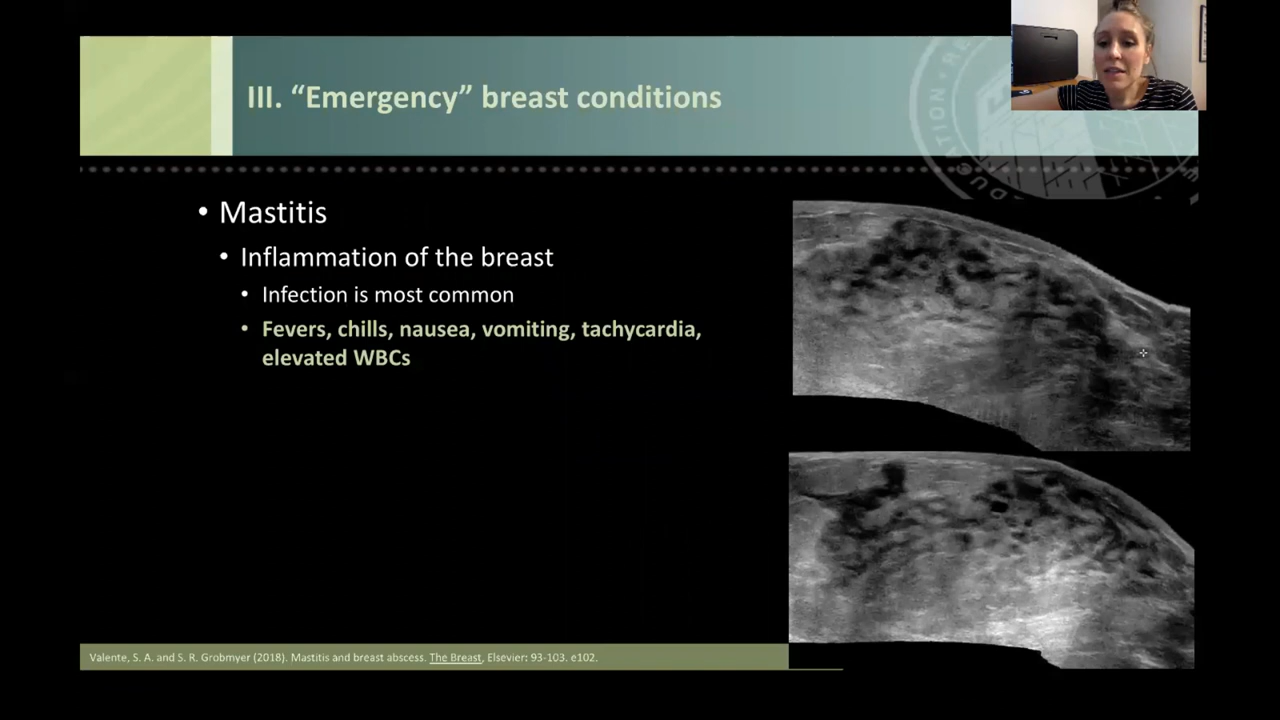 III. “Emergency” breast conditions
• Mastitis
• Inflammation of the breast
• Infection is most common
• Fevers, chills, nausea, vomiting, tachycardia,
elevated WBCs
Valente, S. A. and S. R. Grobmyer (2018). Mastitis and breast abscess. The Breast, Elsevier: 93-103. e102.